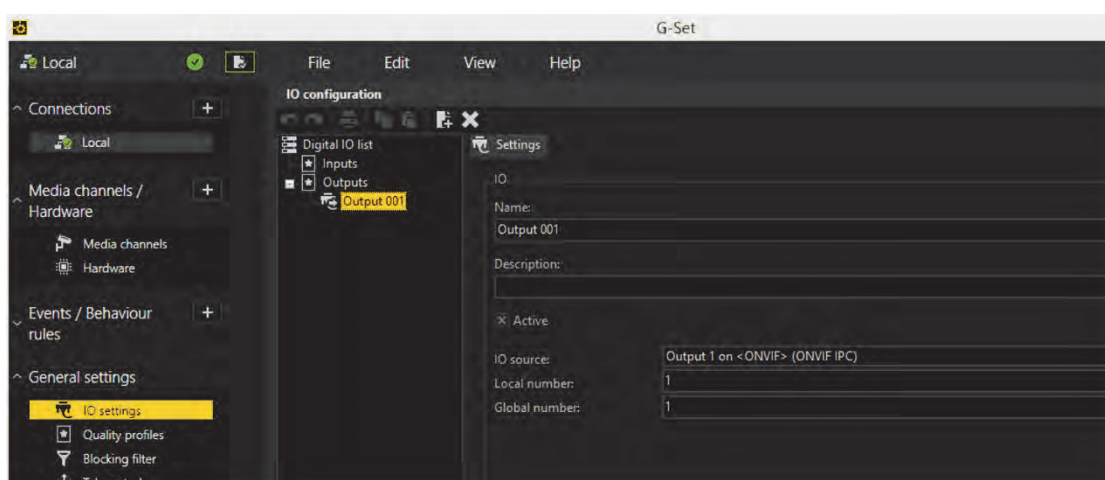 G-Set
Local
File Edit View Help
Connections
Local
Media channels /
Hardware
Media channels
Hardware
Events / Behaviour
rules
General settings
IO settings
Quality profiles
Blocking filter
IO configuration
Digital IO list
Inputs
Outputs
Output 001
Settings
IO
Name:
Output 001
Description:
Active
IO source: Output 1 on <ONVIF> (ONVIF IPC)
Local number: 1
Global number: 1